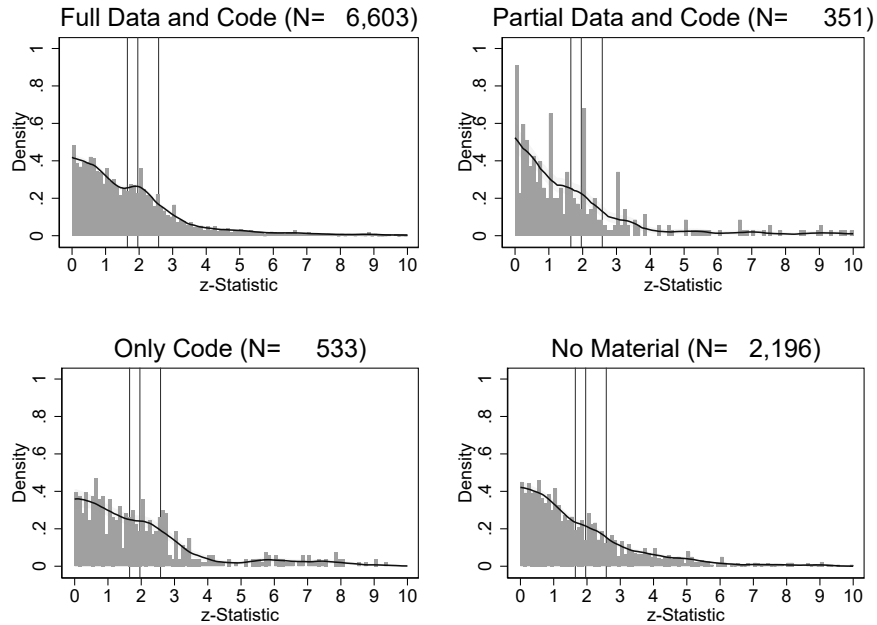 Full Data and Code (N= 6,603)
Density
0 .2 .4 .6 .8 1
0 1 2 3 4 5 6 7 8 9 10
z-Statistic
Partial Data and Code (N= 351)
Density
0 .2 .4 .6 .8 1
0 1 2 3 4 5 6 7 8 9 10
z-Statistic
Only Code (N= 533)
Density
0 .2 .4 .6 .8 1
0 1 2 3 4 5 6 7 8 9 10
z-Statistic
No Material (N= 2,196)
Density
0 .2 .4 .6 .8 1
0 1 2 3 4 5 6 7 8 9 10
z-Statistic